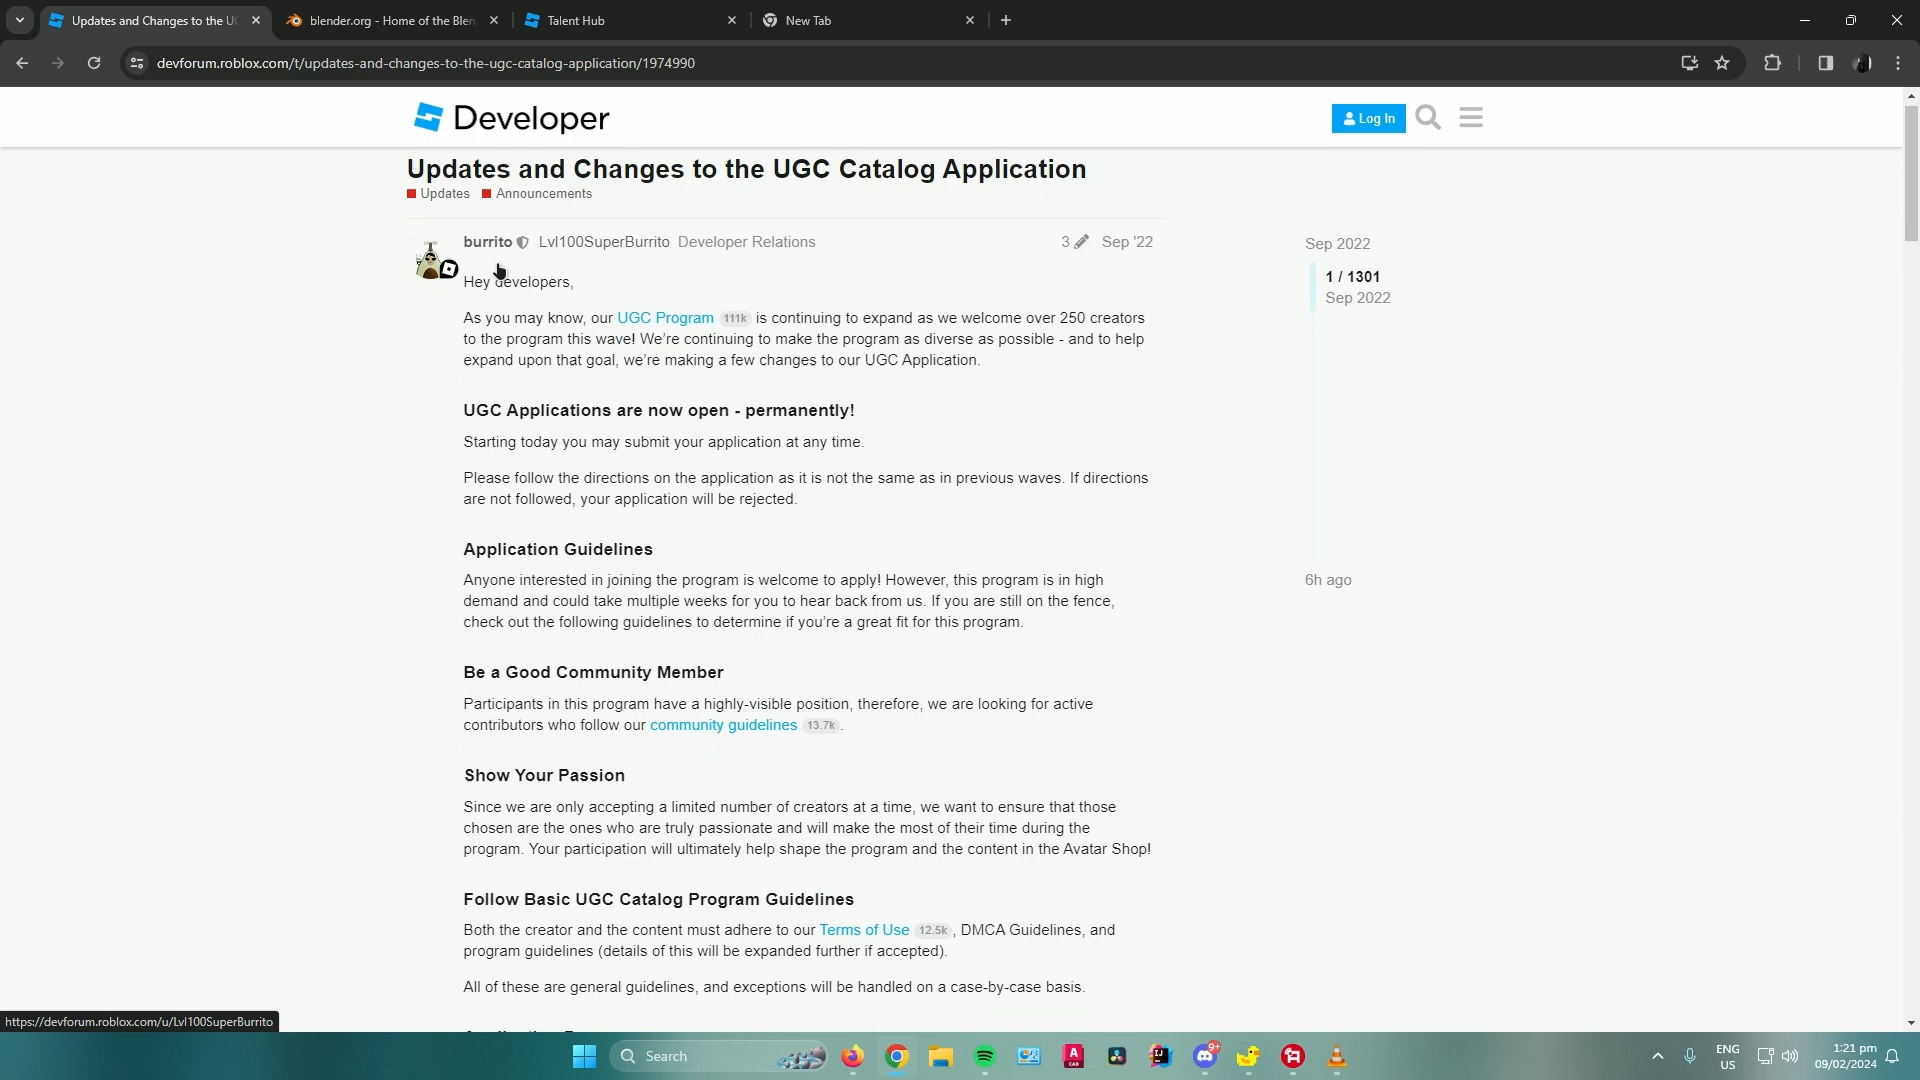 Updates and Changes to the UG
blender.org - Home of the Blen
Talent Hub
New Tab
devforum.roblox.com/t/updates-and-changes-to-the-ugc-catalog-application/1974990
Developer
Log In
Updates and Changes to the UGC Catalog Application
Updates Announcements
burrito Lvl100SuperBurrito Developer Relations 3 Sep '22
Hey developers,
As you may know, our UGC Program 111k is continuing to expand as we welcome over 250 creators
to the program this wave! We're continuing to make the program as diverse as possible - and to help
expand upon that goal, we're making a few changes to our UGC Application.
UGC Applications are now open - permanently!
Starting today you may submit your application at any time.
Please follow the directions on the application as it is not the same as in previous waves. If directions
are not followed, your application will be rejected.
Application Guidelines
Anyone interested in joining the program is welcome to apply! However, this program is in high
demand and could take multiple weeks for you to hear back from us. If you are still on the fence,
check out the following guidelines to determine if you're a great fit for this program.
Be a Good Community Member
Participants in this program have a highly-visible position, therefore, we are looking for active
contributors who follow our community guidelines 13.7k .
Show Your Passion
Since we are only accepting a limited number of creators at a time, we want to ensure that those
chosen are the ones who are truly passionate and will make the most of their time during the
program. Your participation will ultimately help shape the program and the content in the Avatar Shop!
Follow Basic UGC Catalog Program Guidelines
Both the creator and the content must adhere to our Terms of Use 12.5k , DMCA Guidelines, and
program guidelines (details of this will be expanded further if accepted).
All of these are general guidelines, and exceptions will be handled on a case-by-case basis.
Sep 2022
1 / 1301
Sep 2022
6h ago
https://devforum.roblox.com/u/Lvl100SuperBurrito
Search
A
CAD
IJ
9+
ENG
US
1:21 pm
09/02/2024